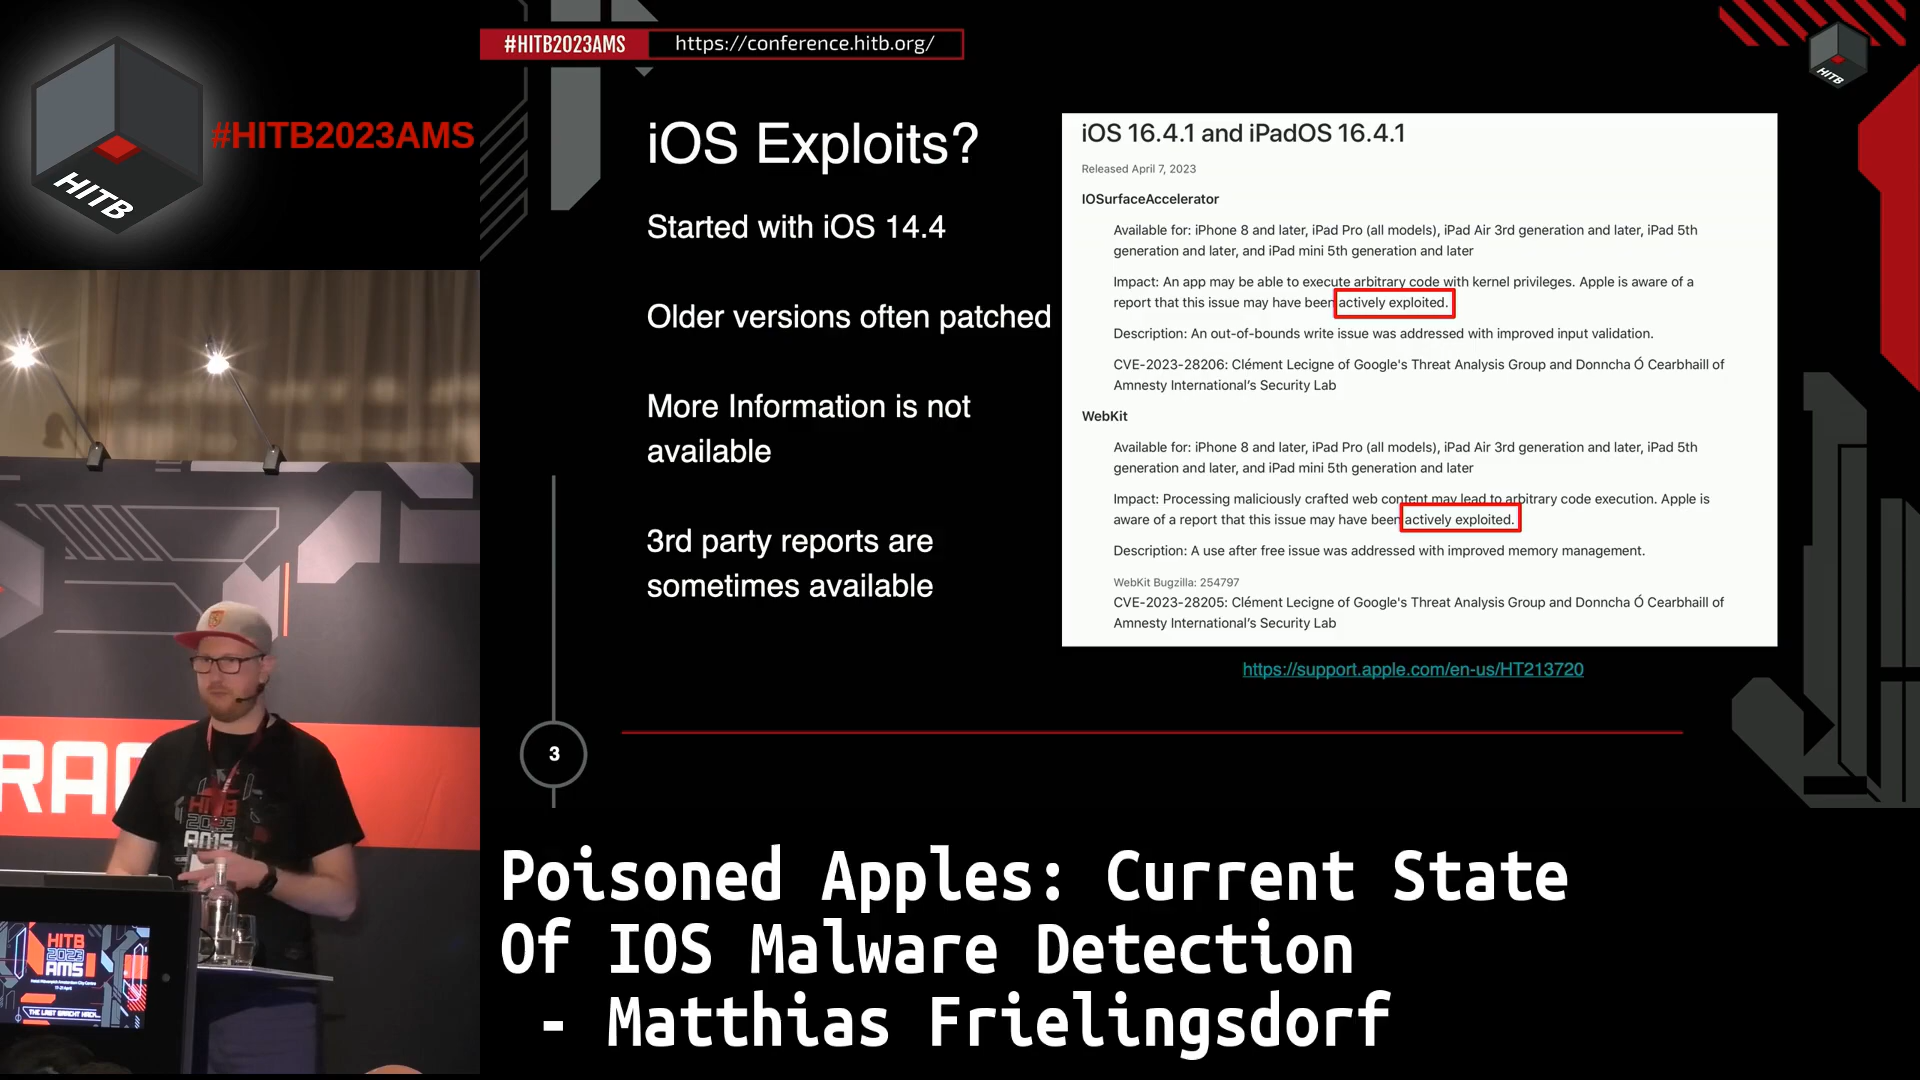 HITB
#HITB2023AMS
#HITB2023AMS
https://conference.hitb.org/
HITB
iOS Exploits?
Started with iOS 14.4
Older versions often patched
More Information is not
available
3rd party reports are
sometimes available
iOS 16.4.1 and iPadOS 16.4.1
Released April 7, 2023
IOSurfaceAccelerator
Available for: iPhone 8 and later, iPad Pro (all models), iPad Air 3rd generation and later, iPad 5th
generation and later, and iPad mini 5th generation and later
Impact: An app may be able to execute arbitrary code with kernel privileges. Apple is aware of a
report that this issue may have been actively exploited.
Description: An out-of-bounds write issue was addressed with improved input validation.
CVE-2023-28206: Clément Lecigne of Google's Threat Analysis Group and Donncha Ó Cearbhaill of
Amnesty International's Security Lab
WebKit
Available for: iPhone 8 and later, iPad Pro (all models), iPad Air 3rd generation and later, iPad 5th
generation and later, and iPad mini 5th generation and later
Impact: Processing maliciously crafted web content may lead to arbitrary code execution. Apple is
aware of a report that this issue may have been actively exploited.
Description: A use after free issue was addressed with improved memory management.
WebKit Bugzilla: 254797
CVE-2023-28205: Clément Lecigne of Google's Threat Analysis Group and Donncha Ó Cearbhaill of
Amnesty International's Security Lab
https://support.apple.com/en-us/HT213720
3
HITB
2023
AMS
HITB
2023
AMS
THE LAST GRACHT HACK...
Poisoned Apples: Current State
Of IOS Malware Detection
- Matthias Frielingsdorf